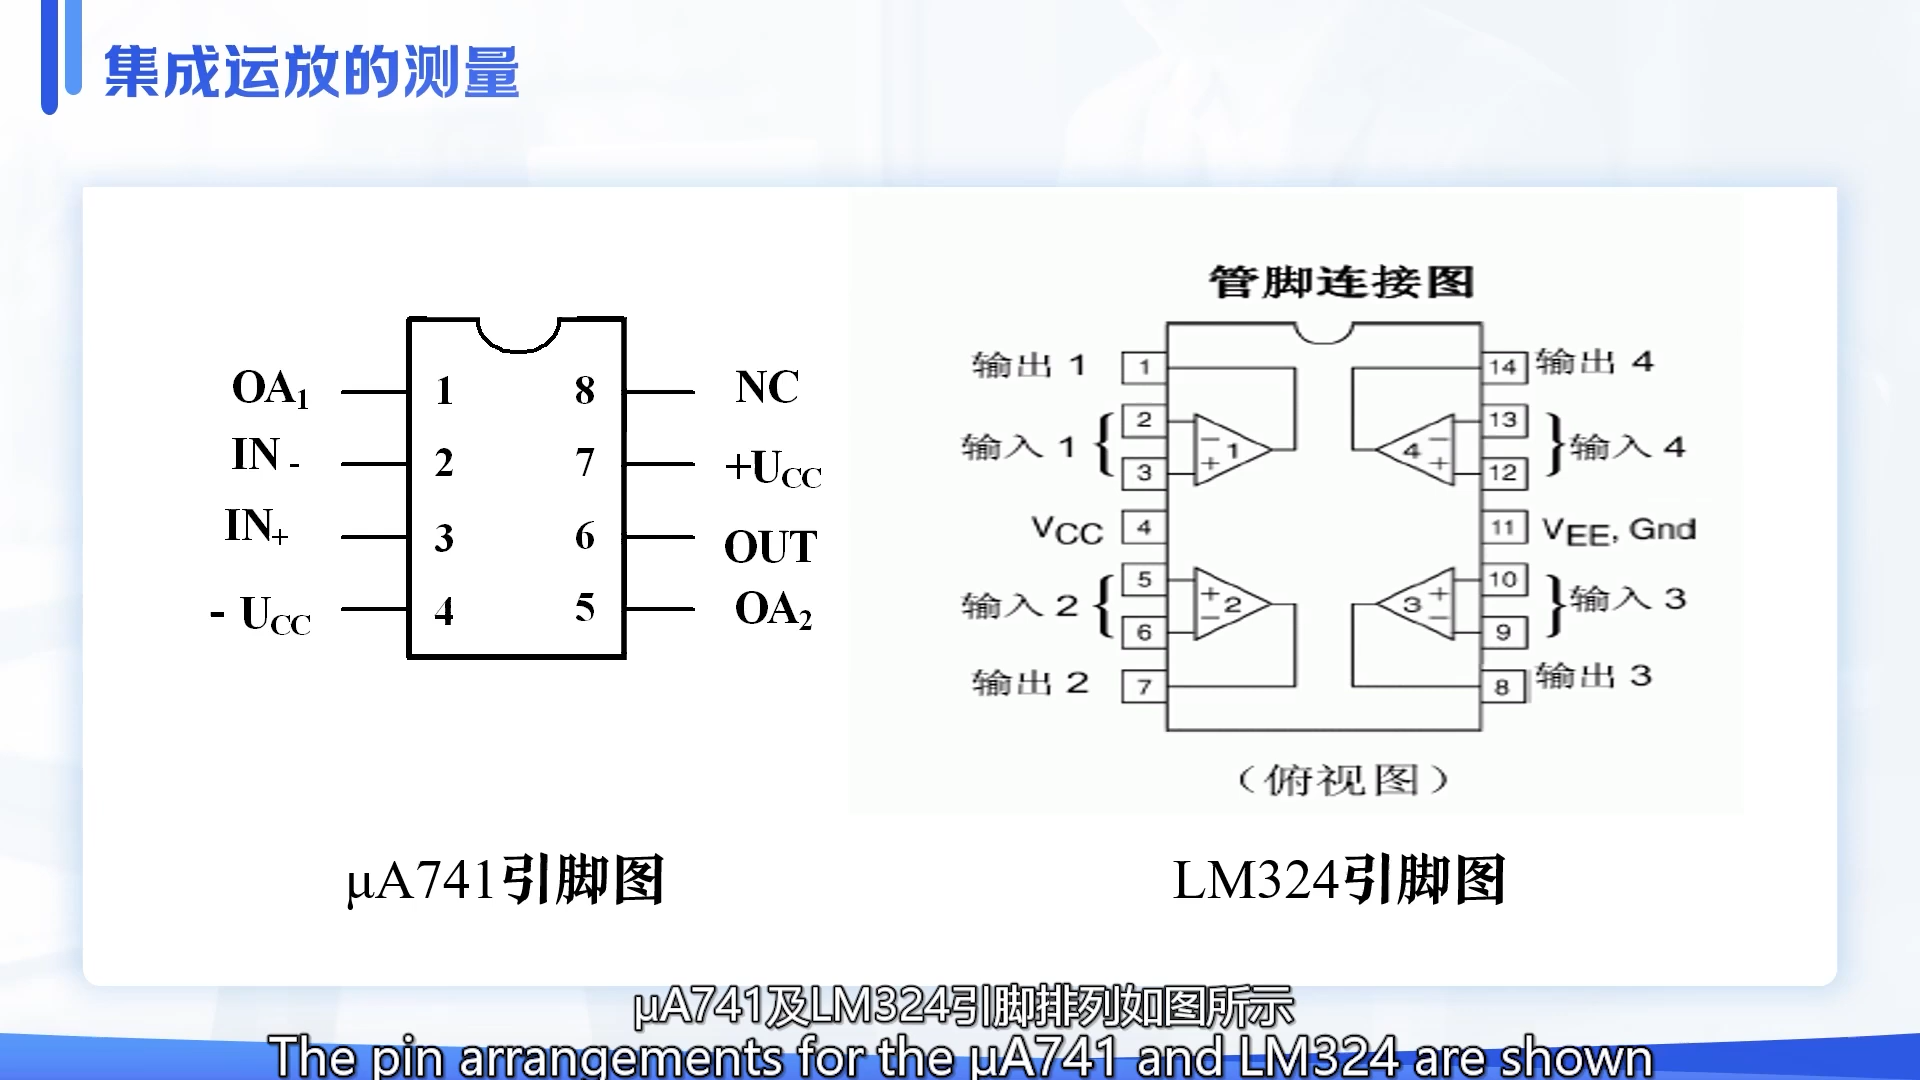 集成运放的测量
OA₁ 1 8 NC
IN - 2 7 +UCC
IN+ 3 6 OUT
- UCC 4 5 OA₂
μA741引脚图
管脚连接图
输出 1 1 14 输出 4
输入 1 { 2 13 } 输入 4
- 1 4 -
+ +
3 12
VCC 4 11 VEE, Gnd
输入 2 { 5 10 } 输入 3
+ 2 3 +
- -
6 9
输出 2 7 8 输出 3
（俯视图）
LM324引脚图
μA741及LM324引脚排列如图所示
The pin arrangements for the μA741 and LM324 are shown